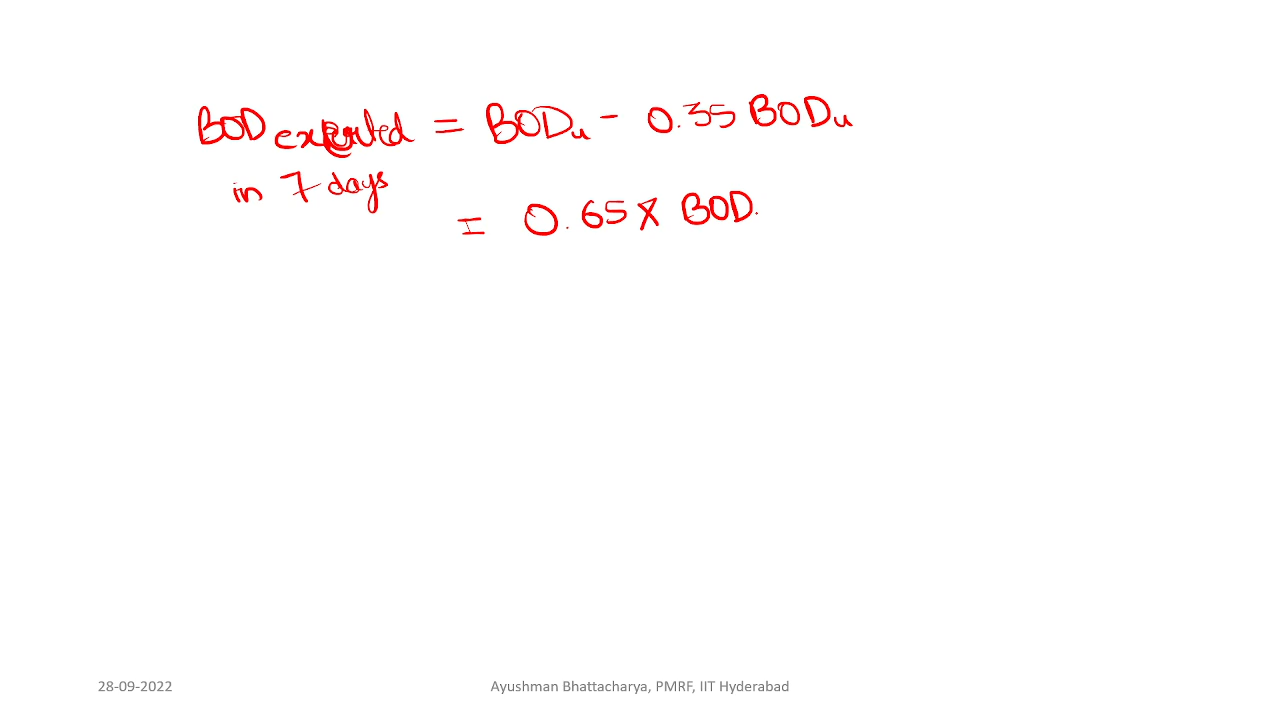 BOD exerted = BODu - 0.35 BODu
in 7 days
= 0.65 X BOD.
28-09-2022
Ayushman Bhattacharya, PMRF, IIT Hyderabad